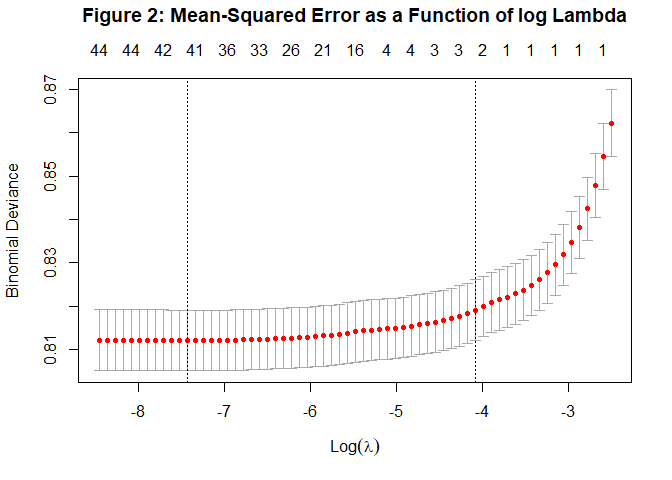 Figure 2: Mean-Squared Error as a Function of log Lambda
44 44 42 41 36 33 26 21 16 4 4 3 3 2 1 1 1 1 1
0.87
0.85
0.83
0.81
Binomial Deviance
-8 -7 -6 -5 -4 -3
Log(λ)